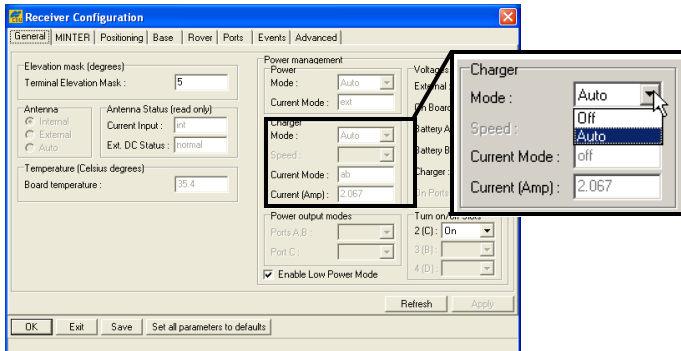 Receiver Configuration
General MINTER Positioning Base Rover Ports Events Advanced
Elevation mask (degrees)
Terminal Elevation Mask : 5
Antenna
Internal
External
Auto
Antenna Status (read only)
Current Input : int
Ext. DC Status : normal
Temperature (Celsius degrees)
Board temperature : 35.4
Power management
Power
Mode : Auto
Current Mode : ext
Charger
Mode : Auto
Speed :
Current Mode : ab
Current (Amp) : 2.067
Power output modes
Ports A,B :
Port C :
Enable Low Power Mode
Voltages
External :
On Board
Battery A
Battery B
Charger :
On Ports
Turn on/off Slots
2 (C) : On
3 (B) :
4 (D) :
Refresh Apply
OK Exit Save Set all parameters to defaults
Charger
Mode : Auto
Off
Auto
Speed :
Current Mode : off
Current (Amp) : 2.067